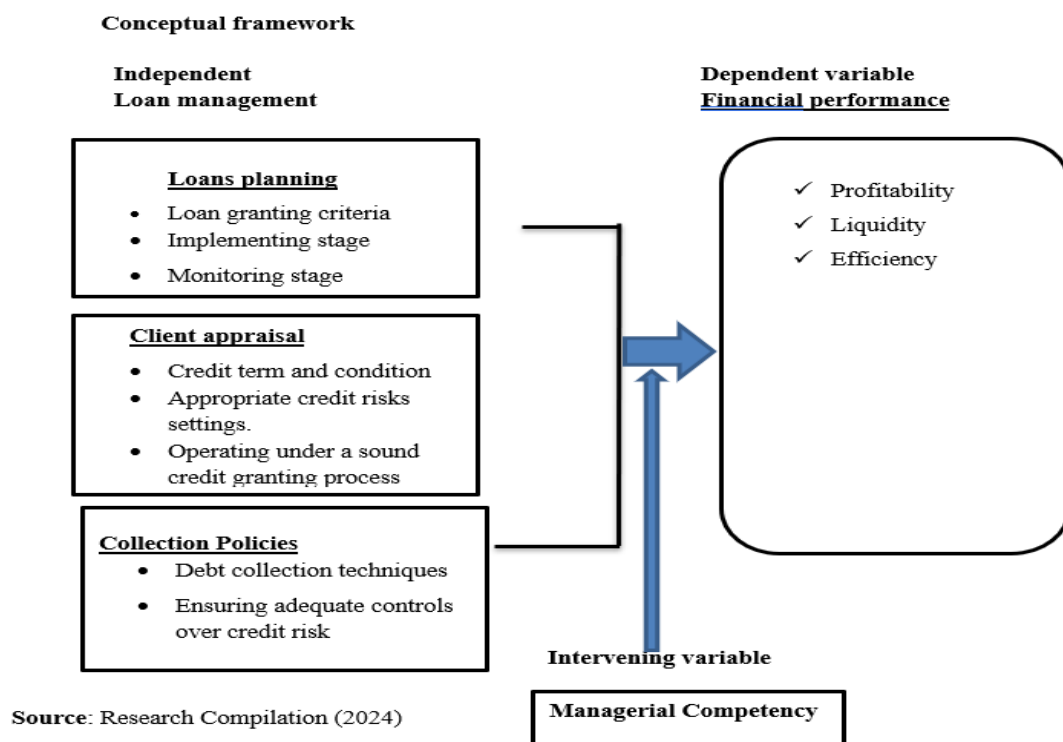 Conceptual framework
Independent
Loan management
Dependent variable
Financial performance
Loans planning
• Loan granting criteria
• Implementing stage
• Monitoring stage
Client appraisal
• Credit term and condition
• Appropriate credit risks
settings.
• Operating under a sound
credit granting process
Collection Policies
• Debt collection techniques
• Ensuring adequate controls
over credit risk
✓ Profitability
✓ Liquidity
✓ Efficiency
Intervening variable
Managerial Competency
Source: Research Compilation (2024)